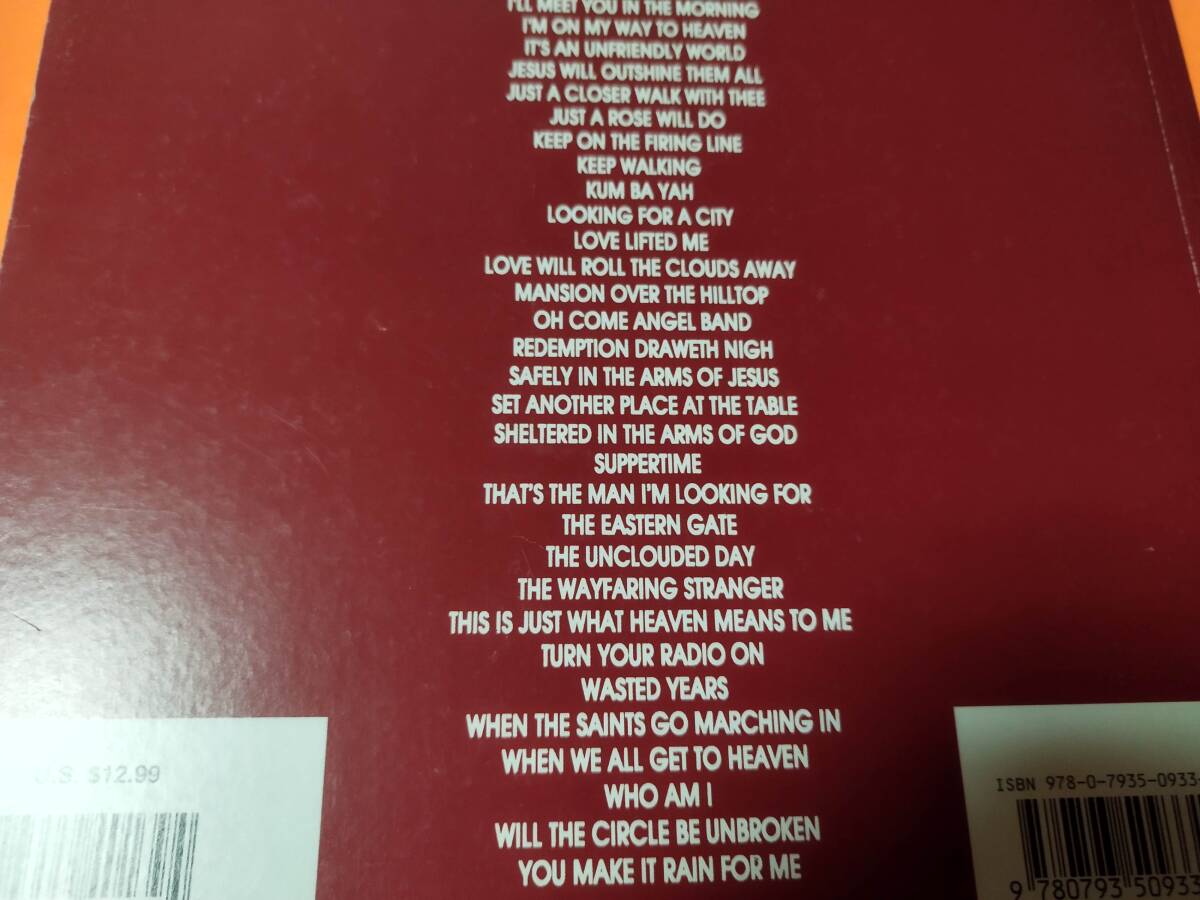 I'LL MEET YOU IN THE MORNING
I'M ON MY WAY TO HEAVEN
IT'S AN UNFRIENDLY WORLD
JESUS WILL OUTSHINE THEM ALL
JUST A CLOSER WALK WITH THEE
JUST A ROSE WILL DO
KEEP ON THE FIRING LINE
KEEP WALKING
KUM BA YAH
LOOKING FOR A CITY
LOVE LIFTED ME
LOVE WILL ROLL THE CLOUDS AWAY
MANSION OVER THE HILLTOP
OH COME ANGEL BAND
REDEMPTION DRAWETH NIGH
SAFELY IN THE ARMS OF JESUS
SET ANOTHER PLACE AT THE TABLE
SHELTERED IN THE ARMS OF GOD
SUPPERTIME
THAT'S THE MAN I'M LOOKING FOR
THE EASTERN GATE
THE UNCLOUDED DAY
THE WAYFARING STRANGER
THIS IS JUST WHAT HEAVEN MEANS TO ME
TURN YOUR RADIO ON
WASTED YEARS
WHEN THE SAINTS GO MARCHING IN
WHEN WE ALL GET TO HEAVEN
WHO AM I
WILL THE CIRCLE BE UNBROKEN
YOU MAKE IT RAIN FOR ME
U.S. $12.99
ISBN 978-0-7935-0933-
9 780793 50933